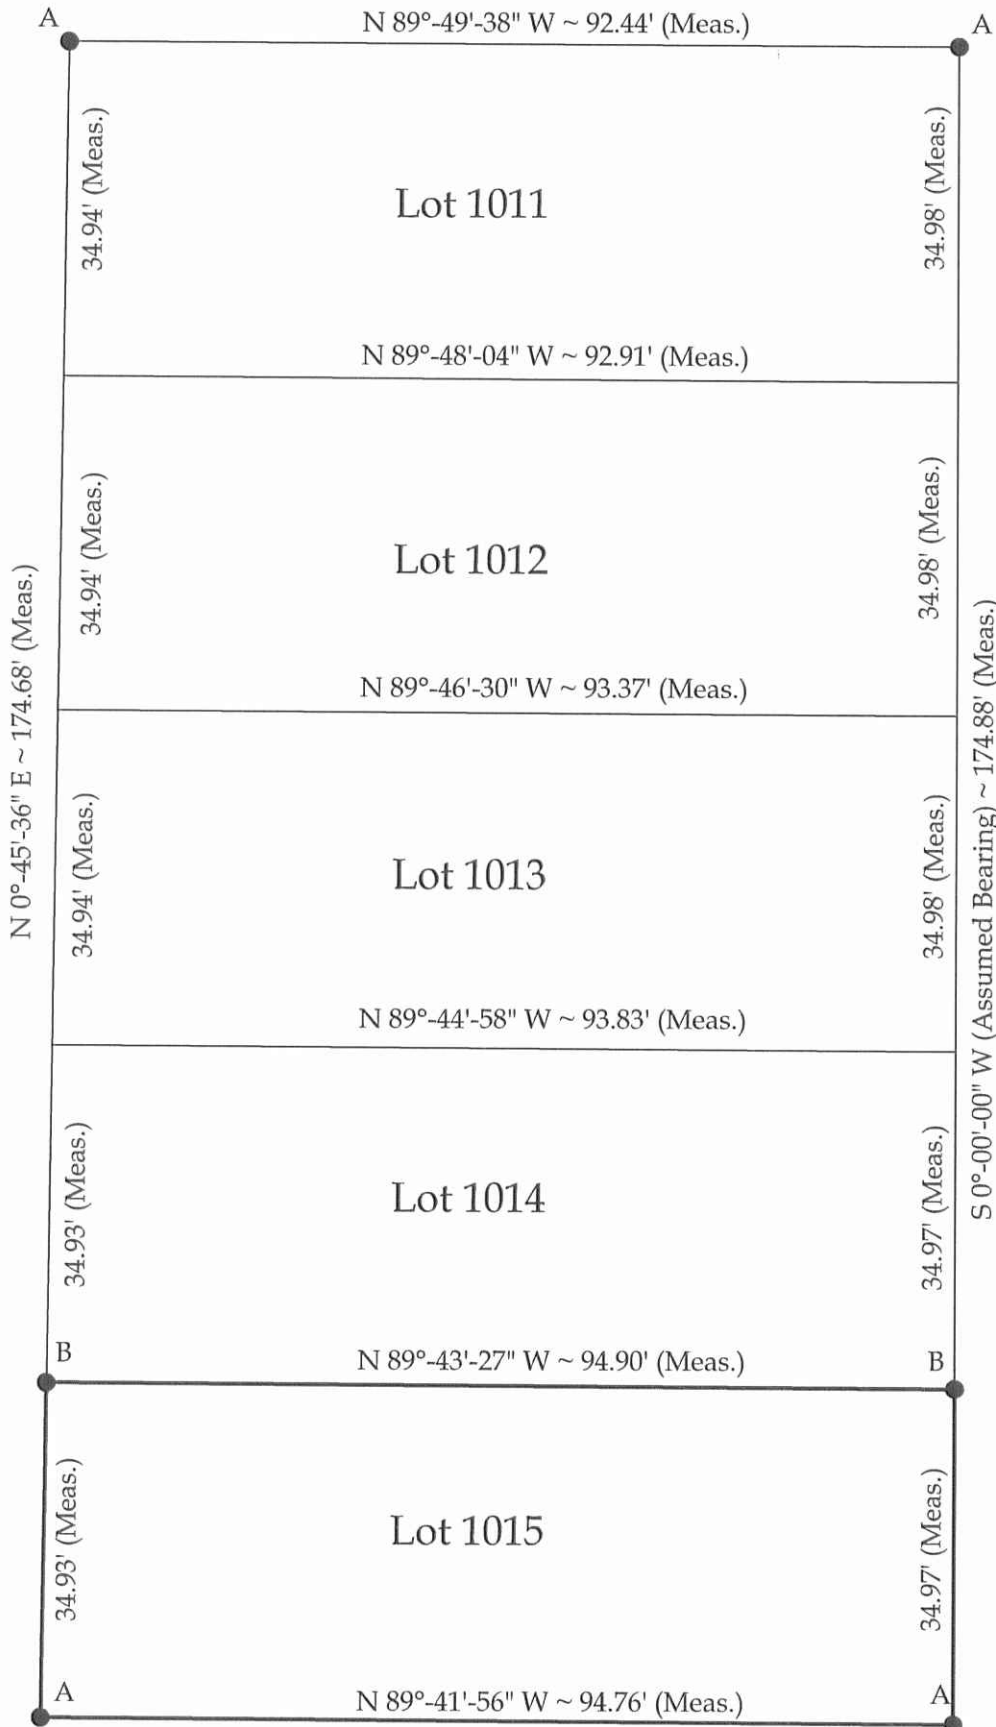 A
N 89°-49'-38" W ~ 92.44' (Meas.)
A
34.94' (Meas.)
Lot 1011
34.98' (Meas.)
N 89°-48'-04" W ~ 92.91' (Meas.)
34.94' (Meas.)
Lot 1012
34.98' (Meas.)
N 0°-45'-36" E ~ 174.68' (Meas.)
S 0°-00'-00" W (Assumed Bearing) ~ 174.88' (Meas.)
N 89°-46'-30" W ~ 93.37' (Meas.)
34.94' (Meas.)
Lot 1013
34.98' (Meas.)
N 89°-44'-58" W ~ 93.83' (Meas.)
34.93' (Meas.)
Lot 1014
34.97' (Meas.)
B
N 89°-43'-27" W ~ 94.90' (Meas.)
B
34.93' (Meas.)
Lot 1015
34.97' (Meas.)
A
N 89°-41'-56" W ~ 94.76' (Meas.)
A